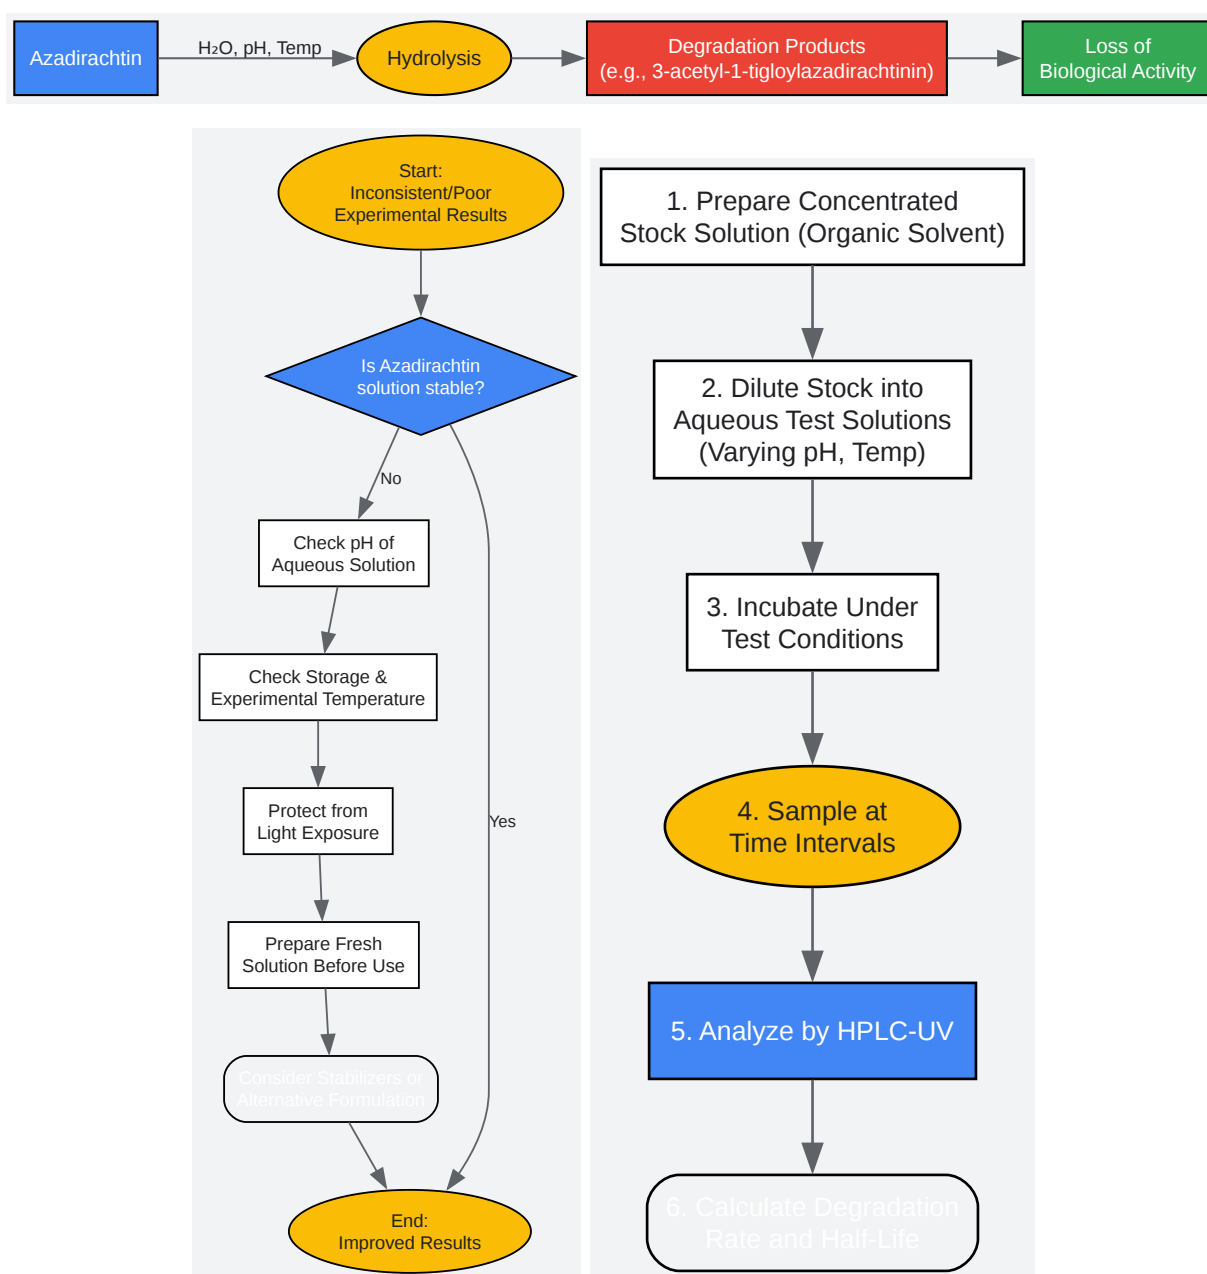 Azadirachtin
H₂O, pH, Temp
Hydrolysis
Degradation Products
(e.g., 3-acetyl-1-tigloylazadirachtinin)
Loss of
Biological Activity
Start:
Inconsistent/Poor
Experimental Results
Is Azadirachtin
solution stable?
No
Check pH of
Aqueous Solution
Check Storage &
Experimental Temperature
Protect from
Light Exposure
Yes
Prepare Fresh
Solution Before Use
Consider Stabilizers or
Alternative Formulation
End:
Improved Results
1. Prepare Concentrated
Stock Solution (Organic Solvent)
2. Dilute Stock into
Aqueous Test Solutions
(Varying pH, Temp)
3. Incubate Under
Test Conditions
4. Sample at
Time Intervals
5. Analyze by HPLC-UV
6. Calculate Degradation
Rate and Half-Life